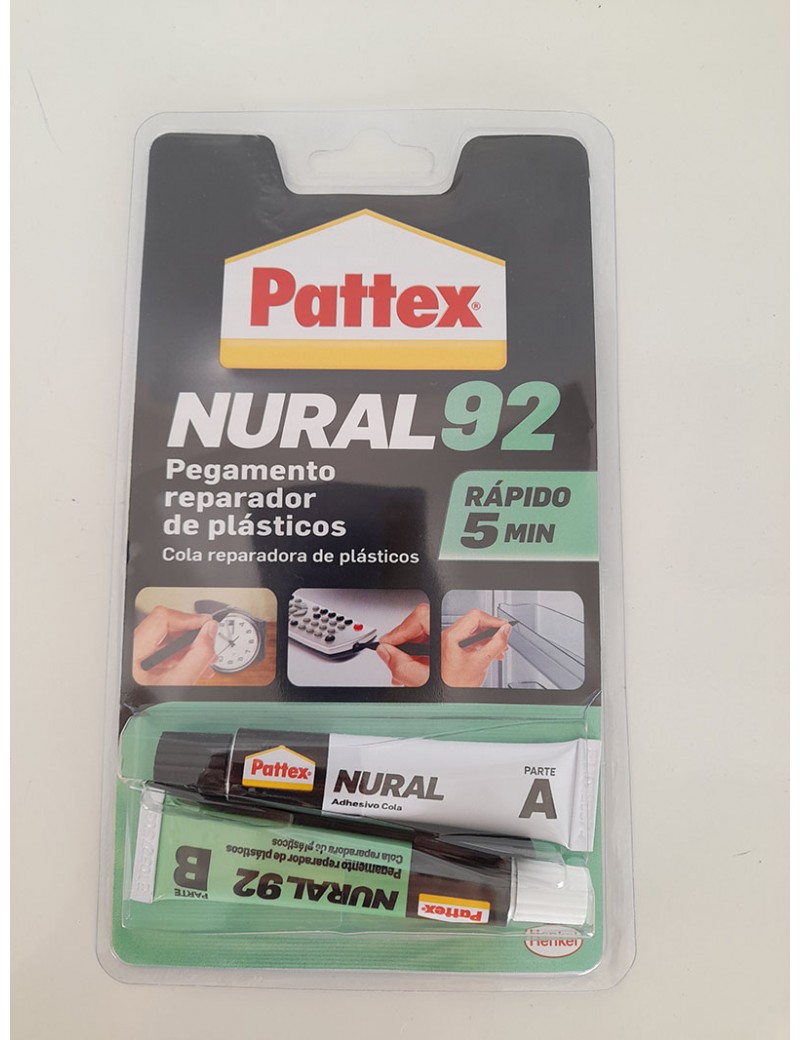 Pattex®
NURAL 92
Pegamento
reparador
de plásticos
Cola reparadora de plásticos
RÁPIDO
5 MIN
Pattex®
NURAL
Adhesivo Cola
PARTE
A
Pattex®
NURAL 92
Pegamento reparador de plásticos
Cola reparadora de plásticos
PARTE
B
Henkel